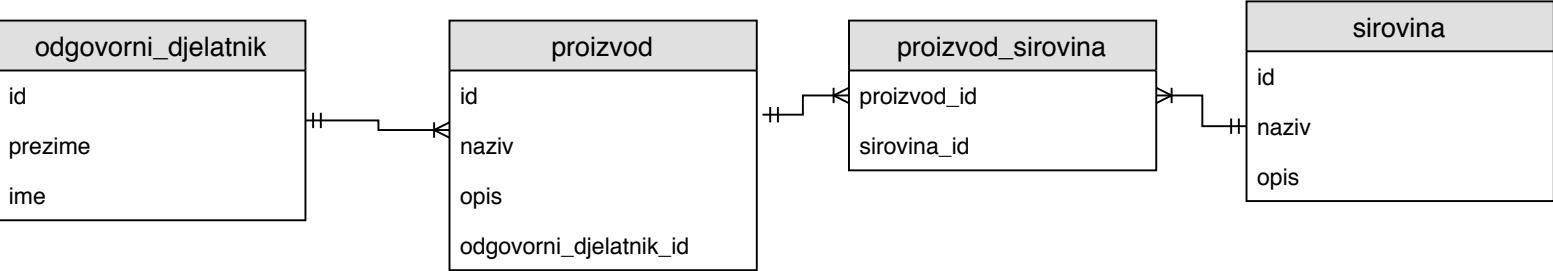 odgovorni_djelatnik
id
prezime
ime
proizvod
id
naziv
opis
odgovorni_djelatnik_id
proizvod_sirovina
proizvod_id
sirovina_id
sirovina
id
naziv
opis